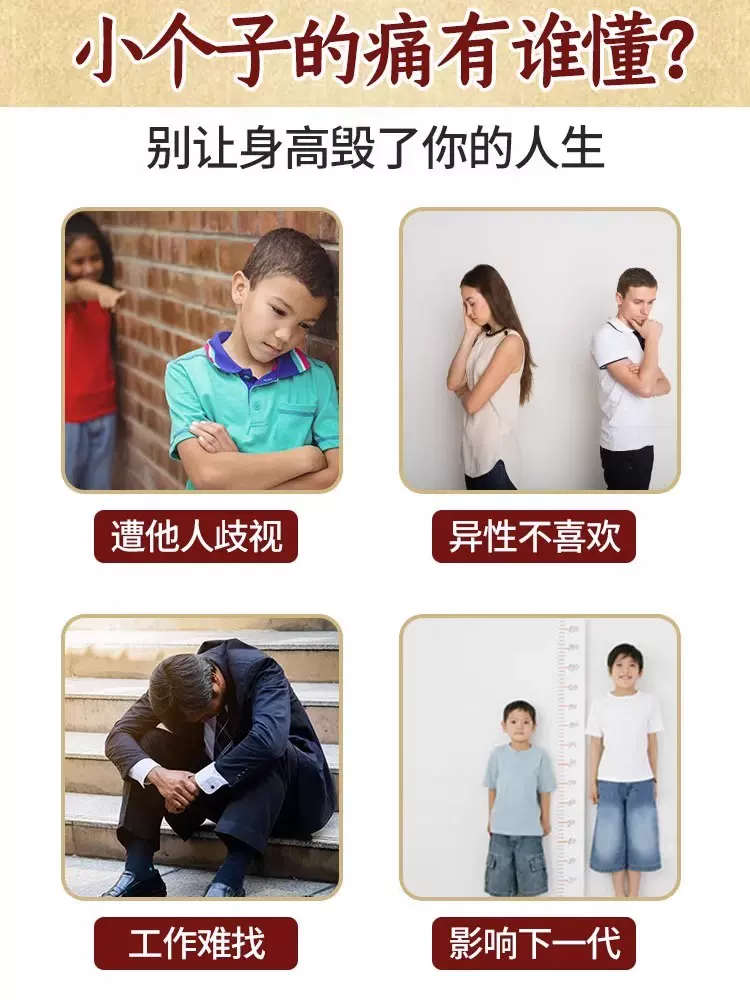 小个子的痛有谁懂?
别让身高毁了你的人生
遭他人歧视
异性不喜欢
工作难找
影响下一代